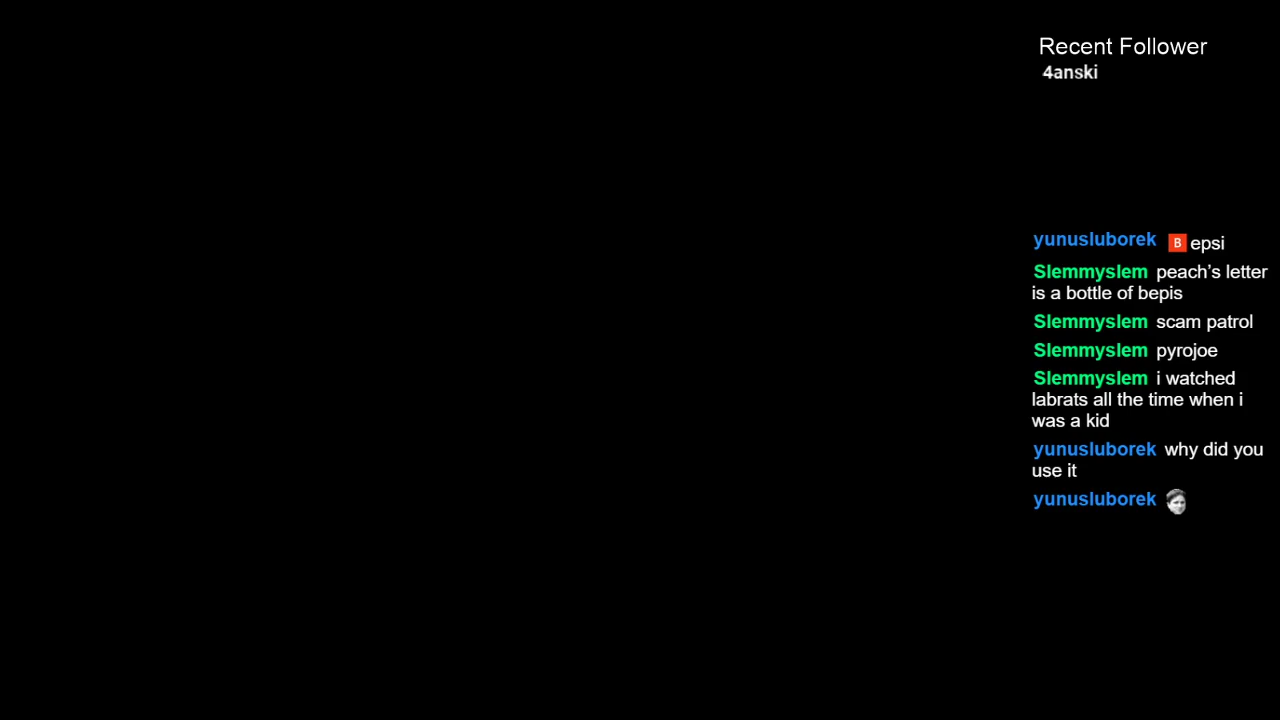 Recent Follower
4anski
yunusluborek 🅱epsi
Slemmyslem peach's letter
is a bottle of bepis
Slemmyslem scam patrol
Slemmyslem pyrojoe
Slemmyslem i watched
labrats all the time when i
was a kid
yunusluborek why did you
use it
yunusluborek